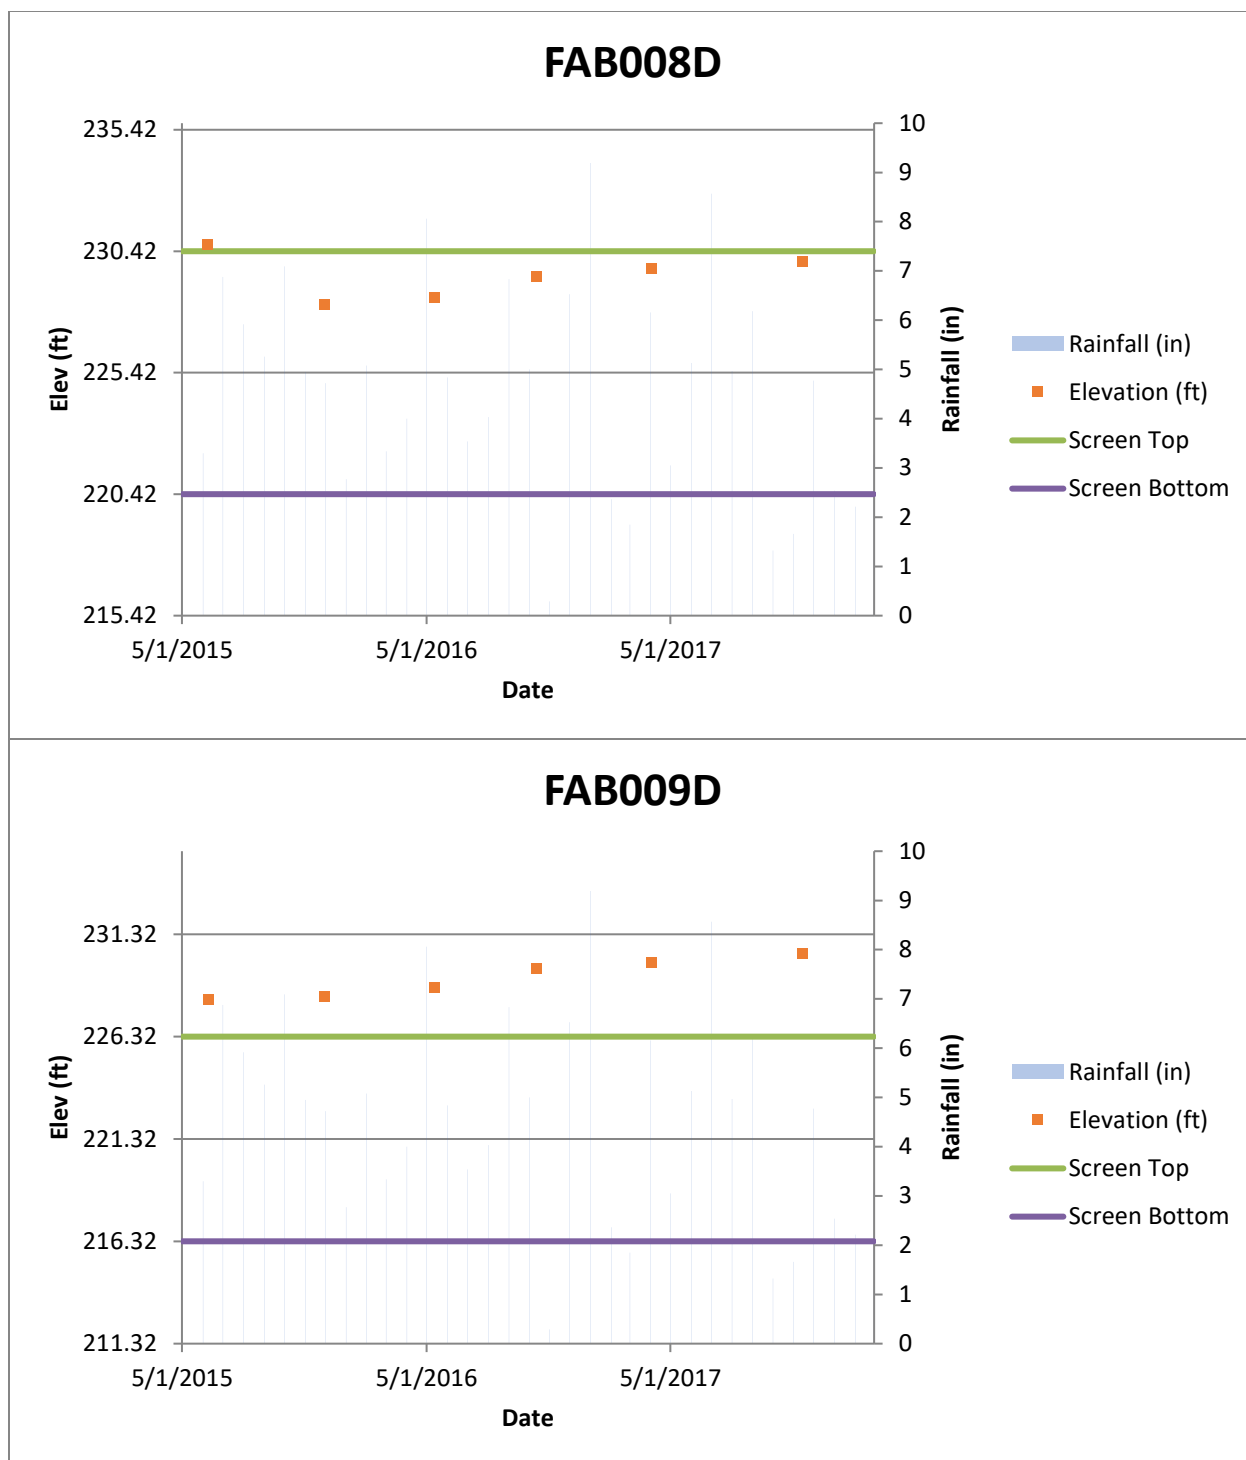 FAB008D
235.42
230.42
225.42
220.42
215.42
Elev (ft)
10
9
8
7
6
5
4
3
2
1
0
Rainfall (in)
5/1/2015
5/1/2016
5/1/2017
Date
Rainfall (in)
Elevation (ft)
Screen Top
Screen Bottom
FAB009D
231.32
226.32
221.32
216.32
211.32
Elev (ft)
10
9
8
7
6
5
4
3
2
1
0
Rainfall (in)
5/1/2015
5/1/2016
5/1/2017
Date
Rainfall (in)
Elevation (ft)
Screen Top
Screen Bottom